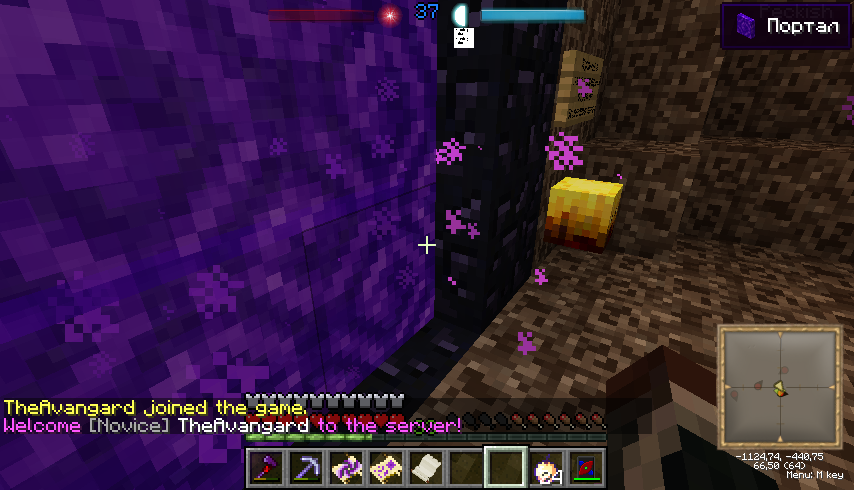 37
Портал
TheAvangard joined the game.
Welcome [Novice] TheAvangard to the server!
-1124,74, -440,75
66,50 (64)
Menu: M key